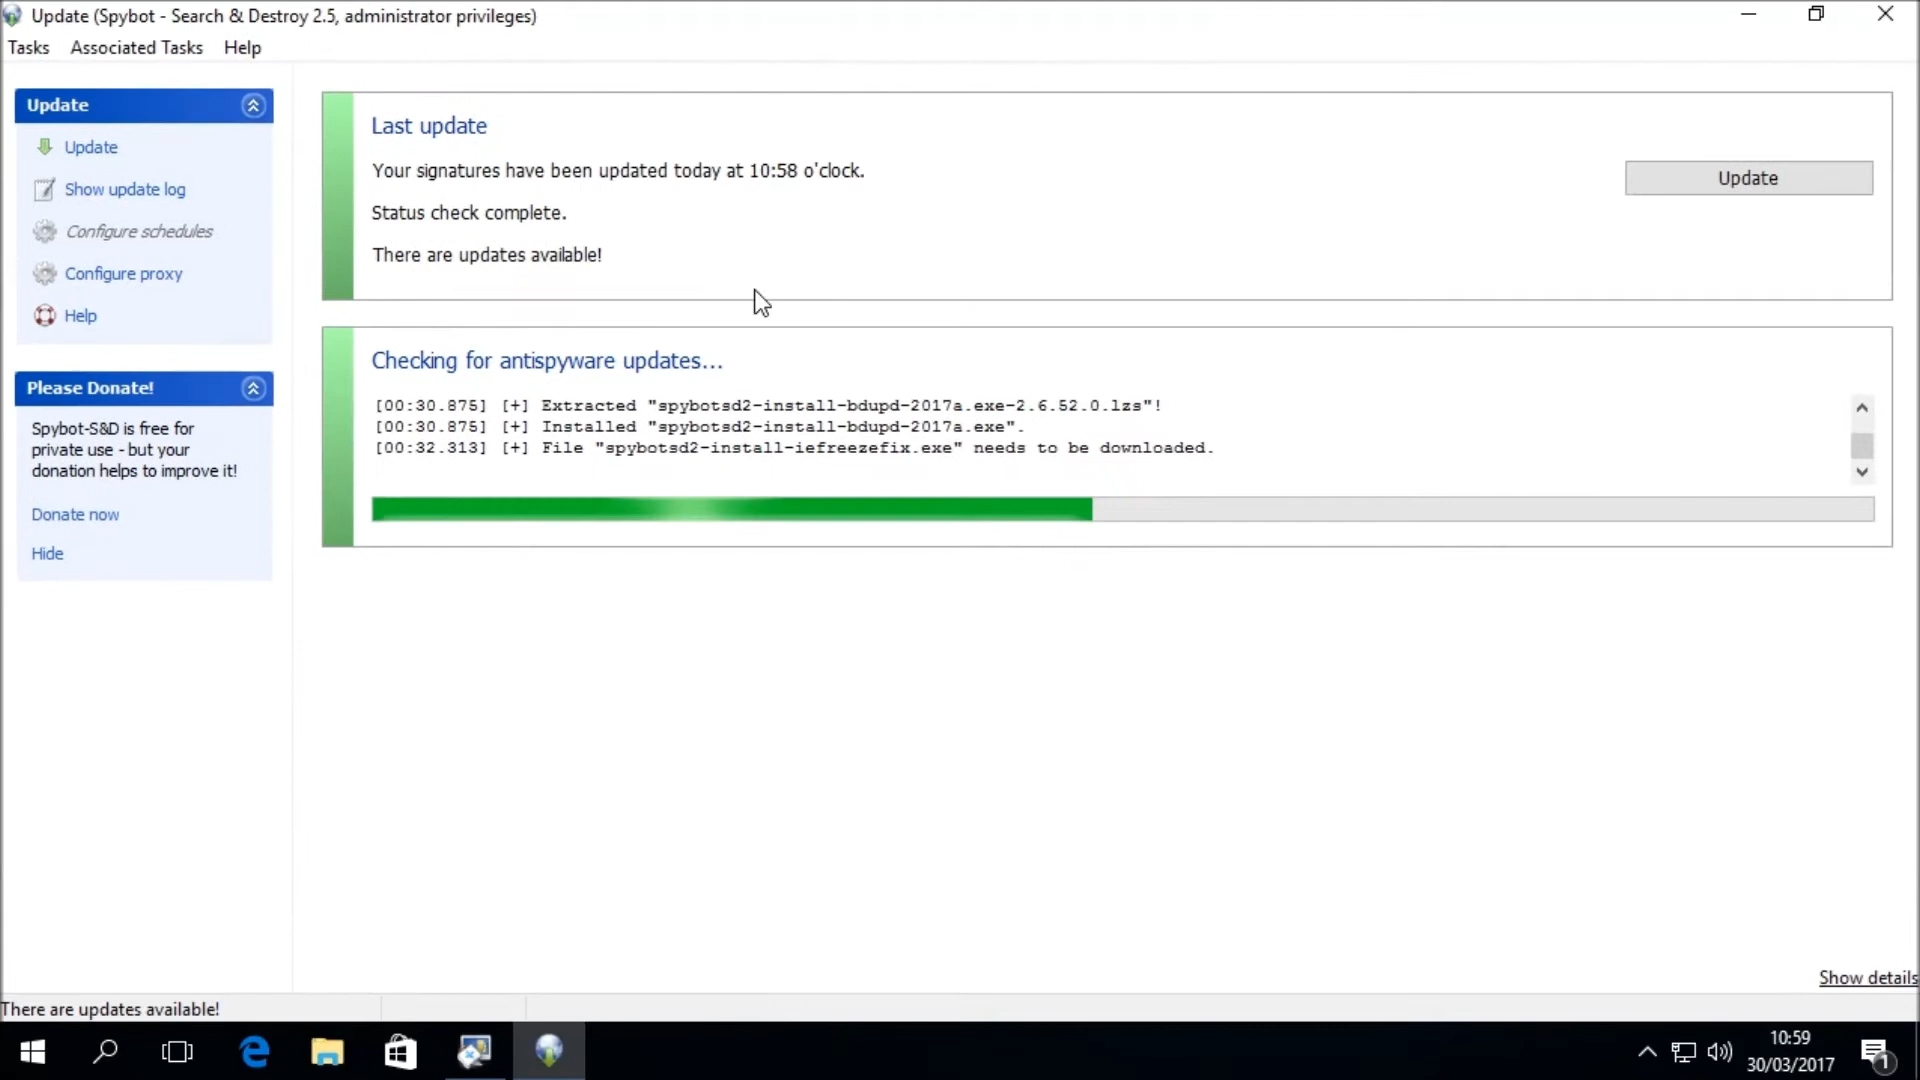 Update (Spybot - Search & Destroy 2.5, administrator privileges)
Tasks Associated Tasks Help
Update
Update
Show update log
Configure schedules
Configure proxy
Help
Please Donate!
Spybot-S&D is free for
private use - but your
donation helps to improve it!
Donate now
Hide
Last update
Your signatures have been updated today at 10:58 o'clock.
Status check complete.
There are updates available!
Update
Checking for antispyware updates...
[00:30.875] [+] Extracted "spybotsd2-install-bdupd-2017a.exe-2.6.52.0.lzs"!
[00:30.875] [+] Installed "spybotsd2-install-bdupd-2017a.exe".
[00:32.313] [+] File "spybotsd2-install-iefreezefix.exe" needs to be downloaded.
Show details
There are updates available!
10:59
30/03/2017
1